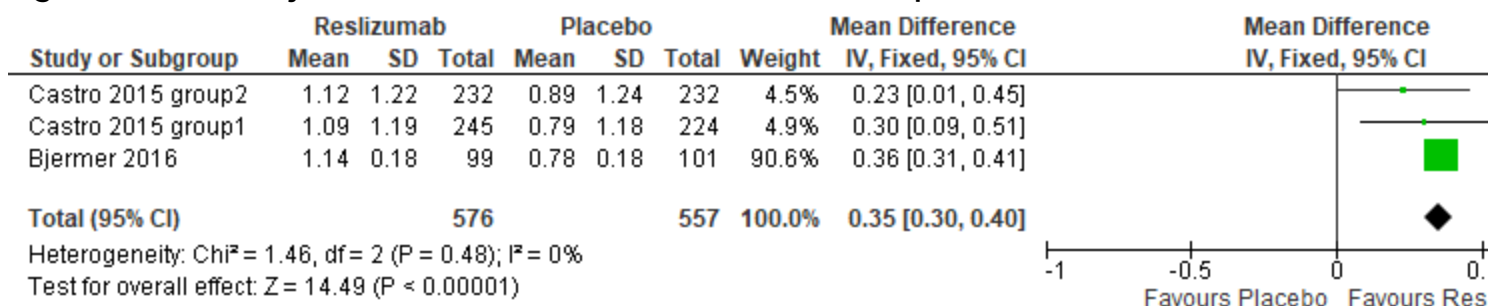 Reslizumab Placebo Mean Difference Mean Difference
Study or Subgroup Mean SD Total Mean SD Total Weight IV, Fixed, 95% CI IV, Fixed, 95% CI
Castro 2015 group2 1.12 1.22 232 0.89 1.24 232 4.5% 0.23 [0.01, 0.45]
Castro 2015 group1 1.09 1.19 245 0.79 1.18 224 4.9% 0.30 [0.09, 0.51]
Bjermer 2016 1.14 0.18 99 0.78 0.18 101 90.6% 0.36 [0.31, 0.41]
Total (95% CI) 576 557 100.0% 0.35 [0.30, 0.40]
Heterogeneity: Chi² = 1.46, df = 2 (P = 0.48); I² = 0%
Test for overall effect: Z = 14.49 (P < 0.00001)
-1 -0.5 0 0.
Favours Placebo Favours Res